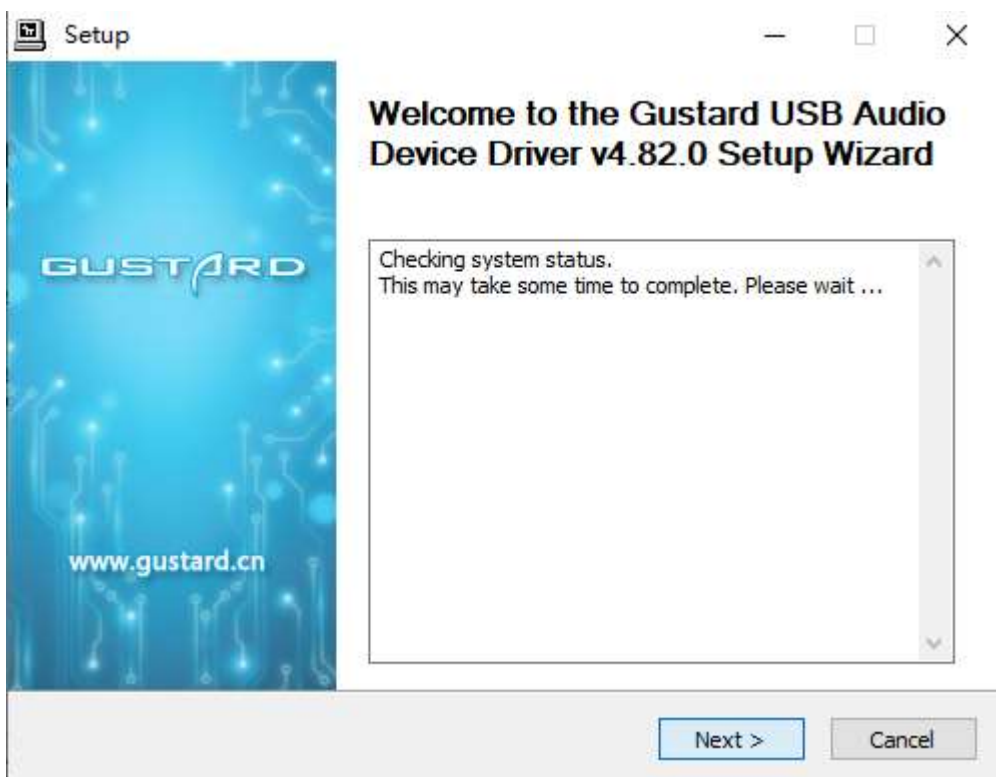 Setup
Welcome to the Gustard USB Audio
Device Driver v4.82.0 Setup Wizard
GUSTARD
Checking system status.
This may take some time to complete. Please wait ...
www.gustard.cn
Next >
Cancel